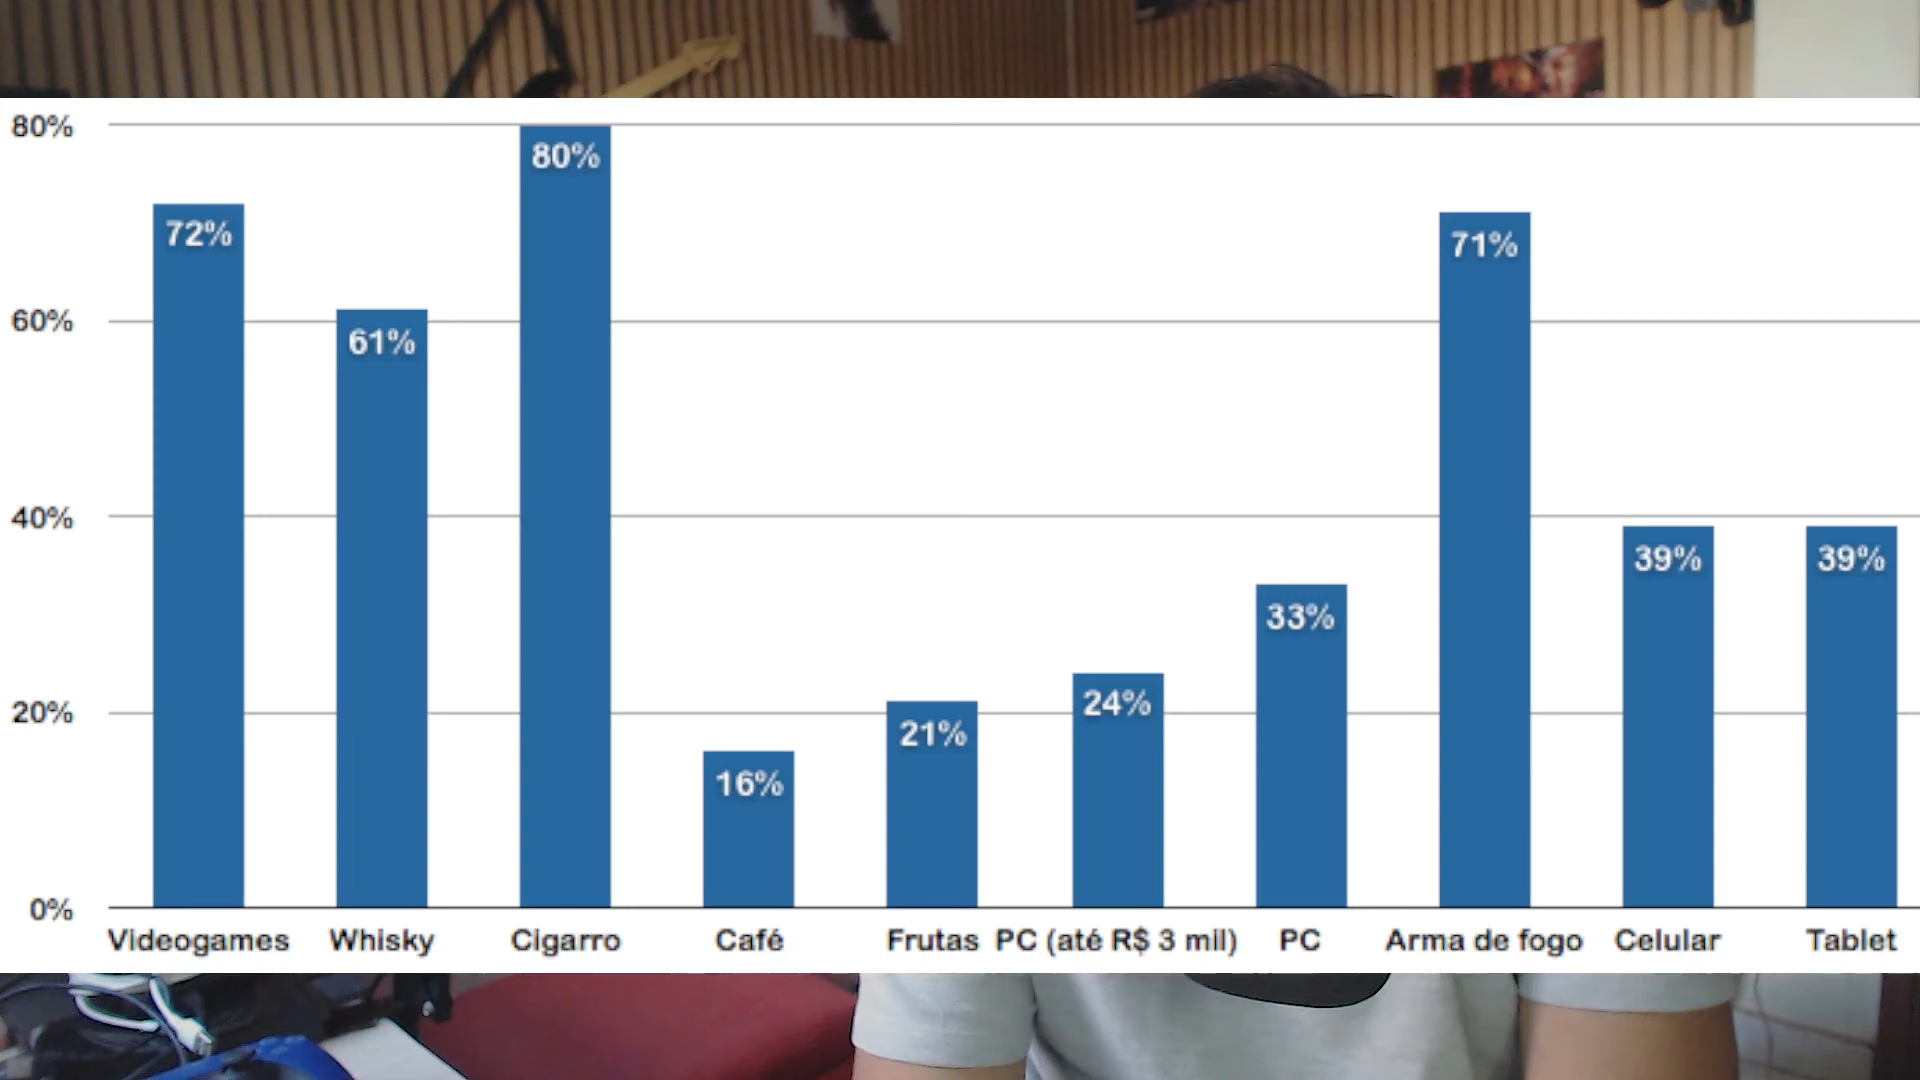 80%
60%
40%
20%
0%
72%
61%
80%
16%
21%
24%
33%
71%
39%
39%
Videogames
Whisky
Cigarro
Café
Frutas
PC (até R$ 3 mil)
PC
Arma de fogo
Celular
Tablet